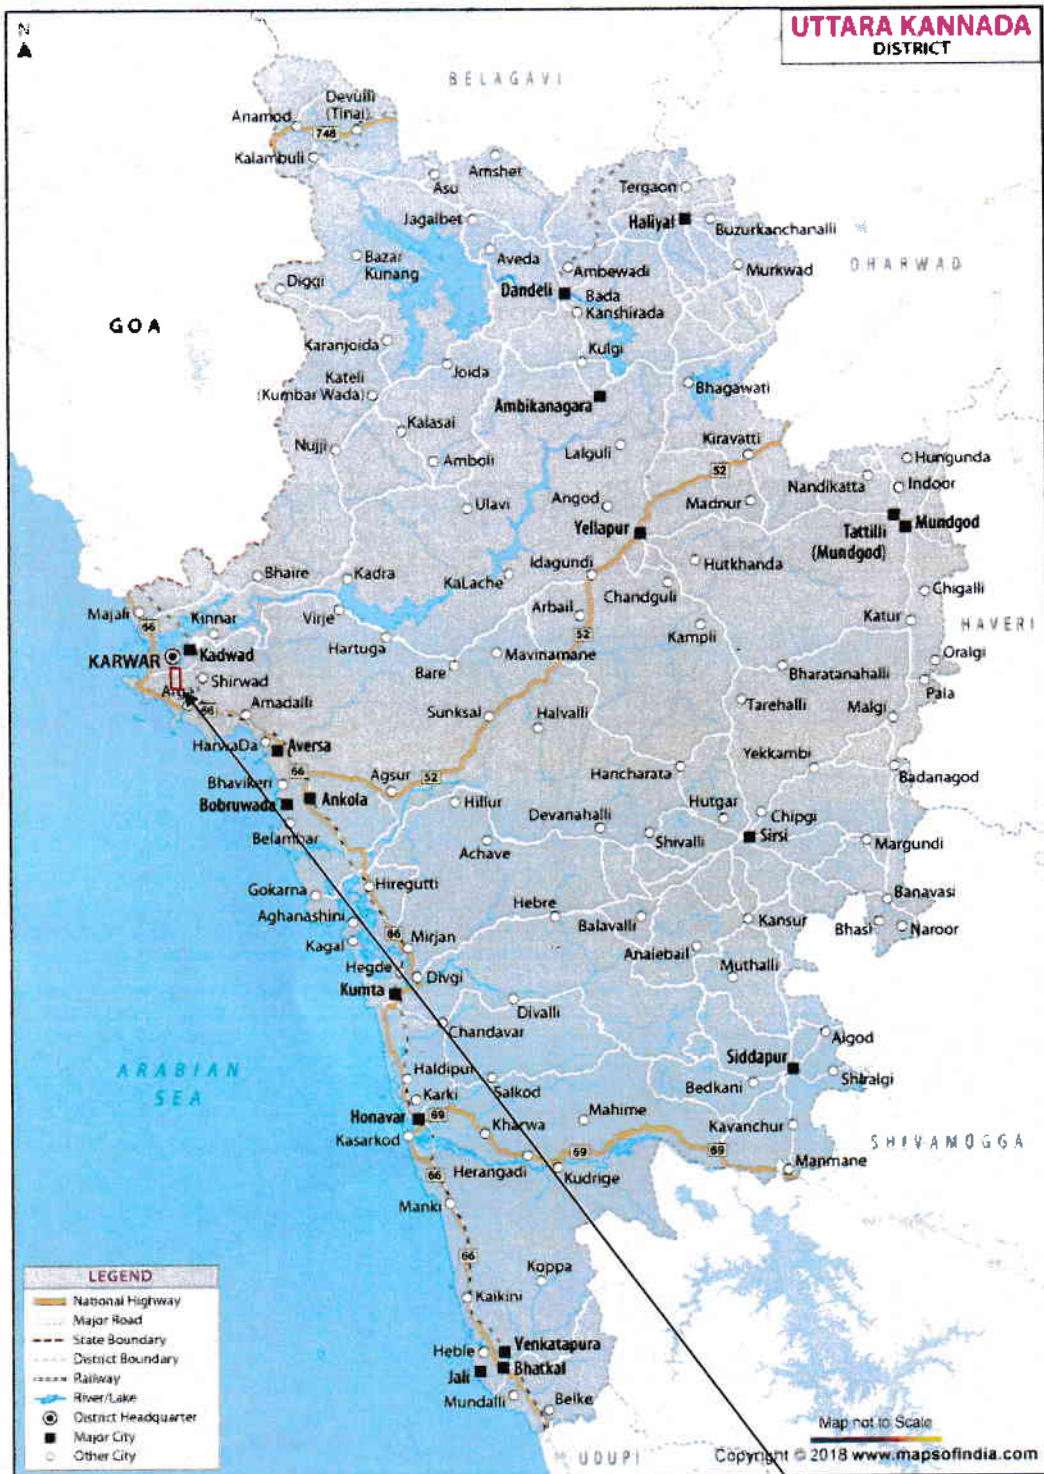 N
UTTARA KANNADA
DISTRICT
BELAGAVI
Devulli
(Tinai)
Anamod
748
Kalambuli
Amshet
Asu
Tergaon
Jagalbet
Haliyal
Buzurkanchanalli
Bazar
Kunang
Aveda
Ambewadi
Murkwad
DHARWAD
Diggi
Dandeli
Bada
Kanshirada
GOA
Karanjoida
Kulgi
Joida
Kateli
(Kumbar Wada)
Bhagawati
Ambikanagara
Kalasai
Nujji
Lalguli
Kiravatti
Amboli
52
Hungunda
Nandikatta
Indoor
Ulavi
Angod
Madnur
Yellapur
Tattilli
(Mundgod)
Mundgod
Idagundi
Hutkhanda
Bhaire
Kadra
KaLache
Chandguli
Chigalli
Majali
Kinnar
Virje
Arbail
Katur
HAVERI
66
52
Kampli
Hartuga
KARWAR
Kadwad
Bare
Mavinamane
Oralgi
Bharatanahalli
Shirwad
Pala
Arga
66
Amadalli
Sunksal
Halvalli
Tarehalli
Malgi
HarwaDa
Aversa
Yekkambi
66
Agsur
52
Hancharata
Badanagod
Bhavikeri
Bobruwada
Ankola
Hillur
Hutgar
Chipgi
Devanahalli
Belambar
Shivalli
Sirsi
Achave
Margundi
Gokarna
Hiregutti
Banavasi
Hebre
Aghanashini
Balavalli
Kansur
Bhasi
Naroor
Kagal
66
Mirjan
Analebail
Hegde
Divgi
Muthalli
Kumta
Divalli
Chandavar
Algod
ARABIAN
SEA
Siddapur
Haldipur
Salkod
Bedkani
Shiralgi
Karki
Honavar
69
Mahime
Kharwa
Kavanchur
Kasarkod
69
69
SHIVAMOGGA
Herangadi
Kudrige
Manmane
66
Manki
66
Koppa
Kaikini
LEGEND
National Highway
Major Road
State Boundary
District Boundary
Railway
River/Lake
District Headquarter
Major City
Other City
Heble
Venkatapura
Jali
Bhatkal
Mundalli
Belke
Map not to Scale
UDUPI
Copyright © 2018 www.mapsofindia.com